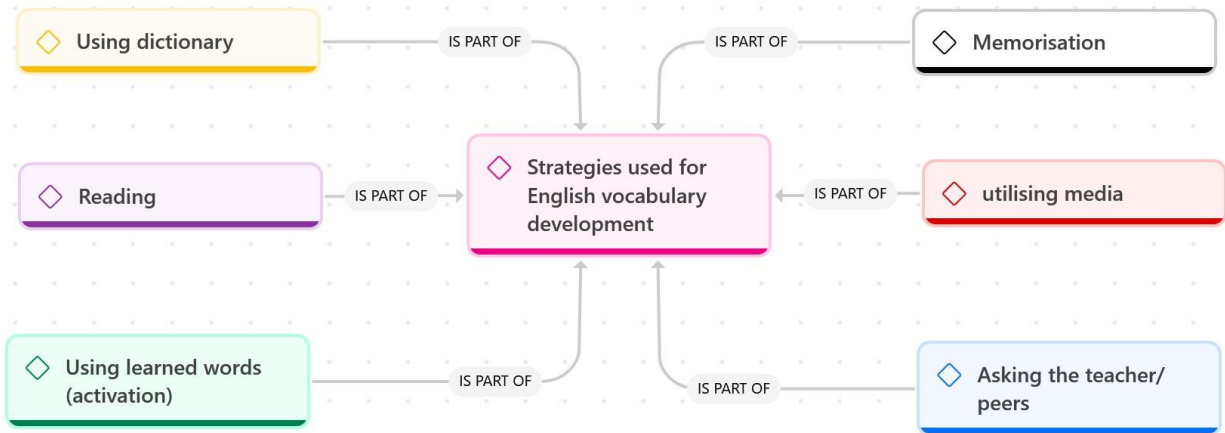 Using dictionary
IS PART OF
IS PART OF
Memorisation
Strategies used for
English vocabulary
development
Reading
IS PART OF
IS PART OF
utilising media
Using learned words
(activation)
IS PART OF
IS PART OF
Asking the teacher/
peers